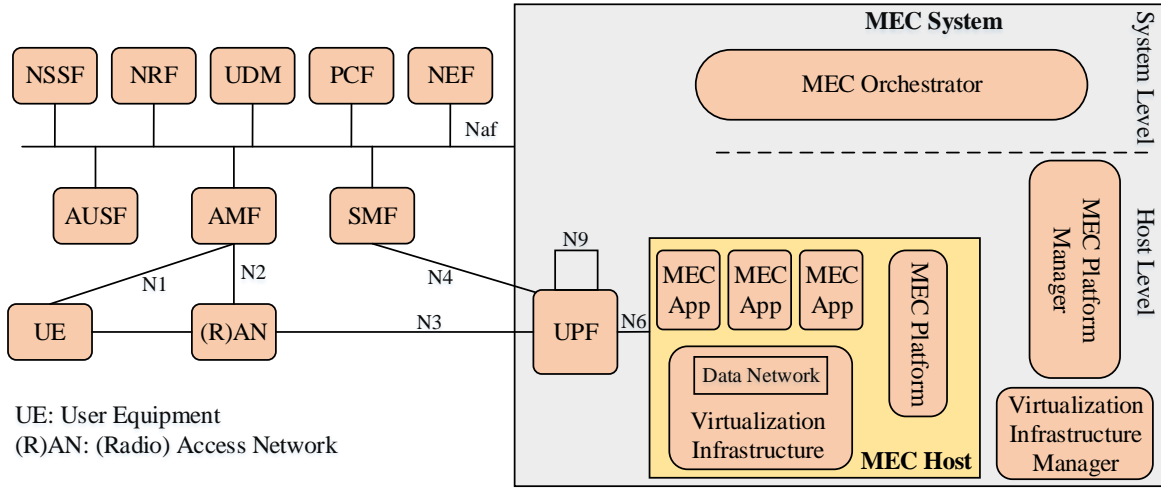 MEC System
System Level
NSSF
NRF
UDM
PCF
NEF
MEC Orchestrator
Naf
AUSF
AMF
SMF
MEC Platform
Manager
Host Level
N9
N1
N2
N4
MEC
App
MEC
App
MEC
App
MEC Platform
UE
(R)AN
N3
UPF
N6
Data Network
Virtualization
Infrastructure
MEC Host
Virtualization
Infrastructure
Manager
UE: User Equipment
(R)AN: (Radio) Access Network